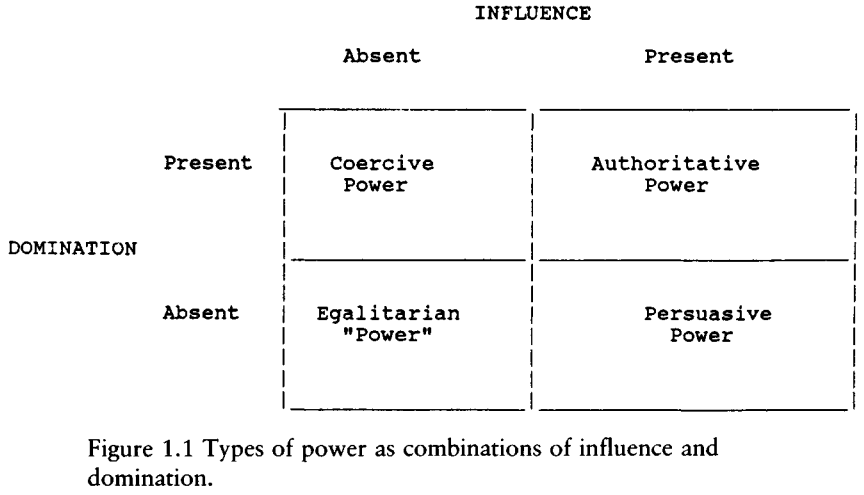 INFLUENCE
Absent Present
Present Coercive Authoritative
Power Power
DOMINATION
Absent Egalitarian Persuasive
"Power" Power
Figure 1.1 Types of power as combinations of influence and
domination.